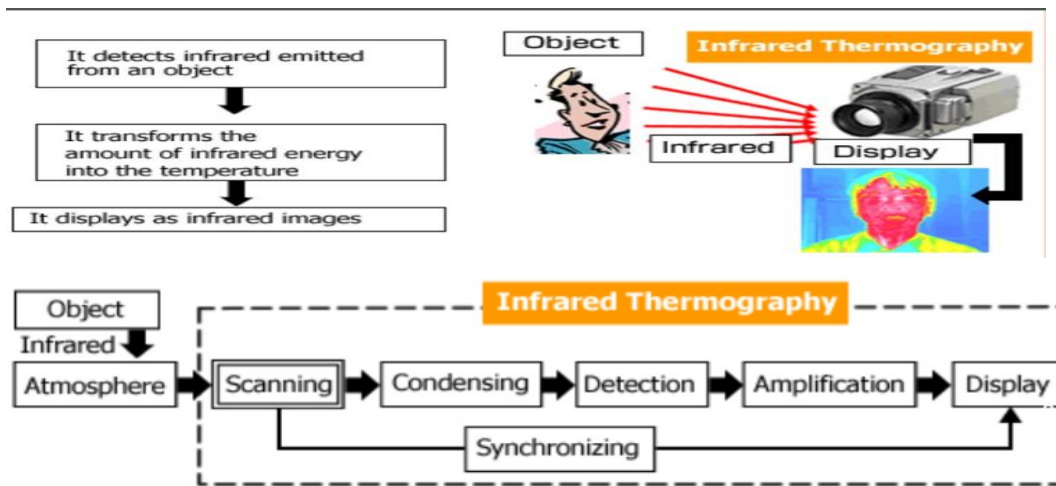 It detects infrared emitted
from an object
It transforms the
amount of infrared energy
into the temperature
It displays as infrared images
Object
Infrared Thermography
Infrared
Display
Infrared Thermography
Object
Infrared
Atmosphere
Scanning
Condensing
Detection
Amplification
Display
Synchronizing